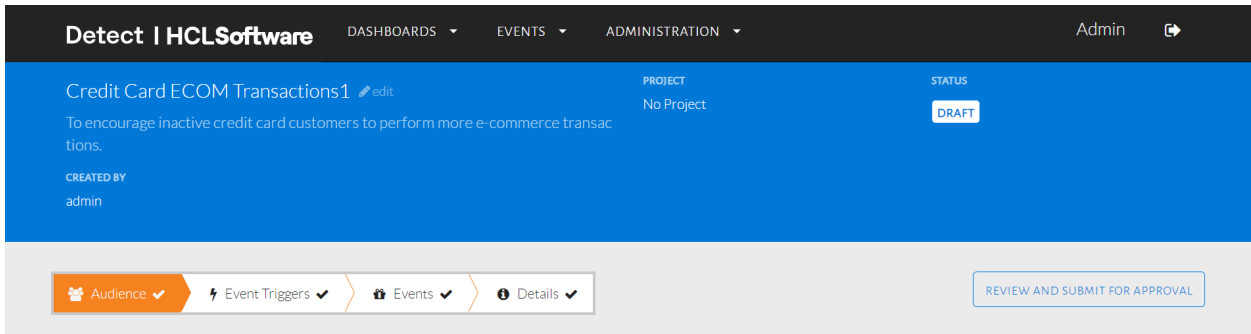 Detect | HCLSoftware DASHBOARDS EVENTS ADMINISTRATION Admin
Credit Card ECOM Transactions1 edit
To encourage inactive credit card customers to perform more e-commerce transac
tions.
CREATED BY
admin
PROJECT
No Project
STATUS
DRAFT
Audience Event Triggers Events Details
REVIEW AND SUBMIT FOR APPROVAL